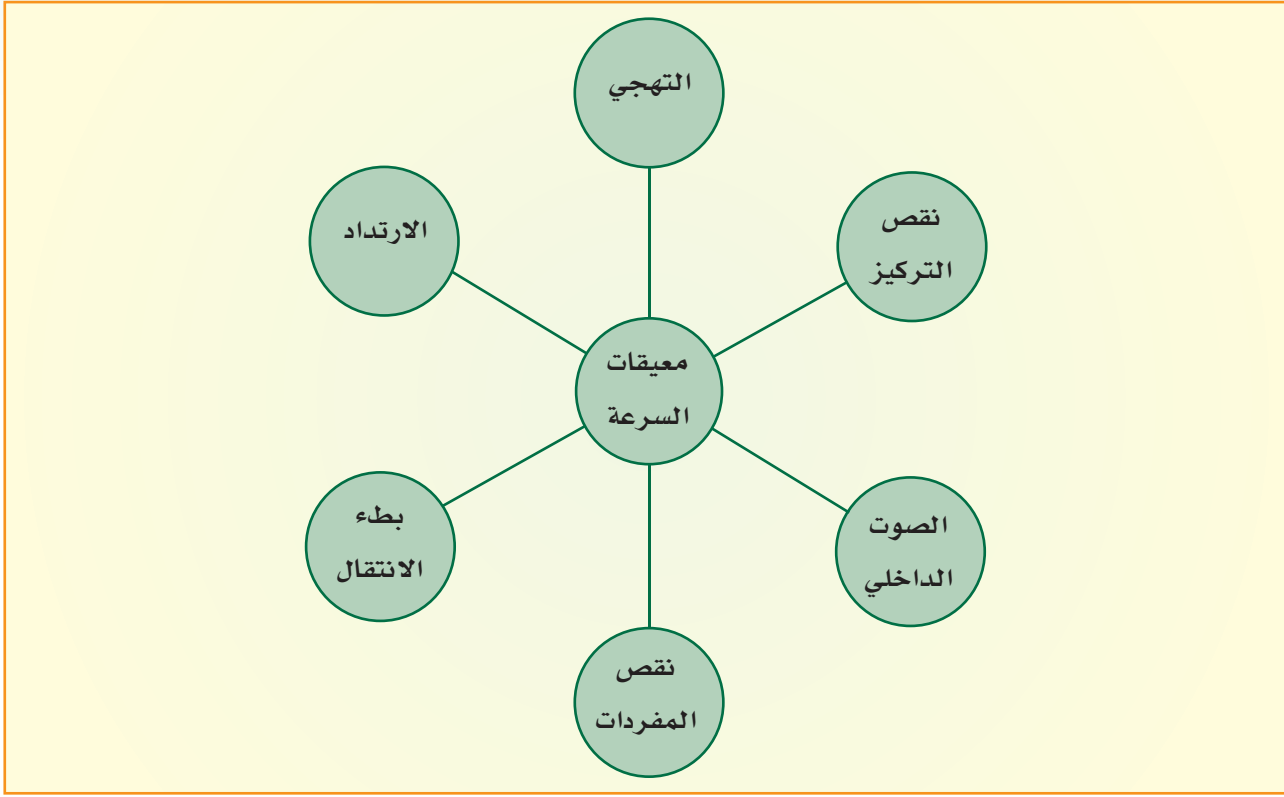 التهجي
نقص
التركيز
الارتداد
معيقات
السرعة
الصوت
الداخلي
بطء
الانتقال
نقص
المفردات